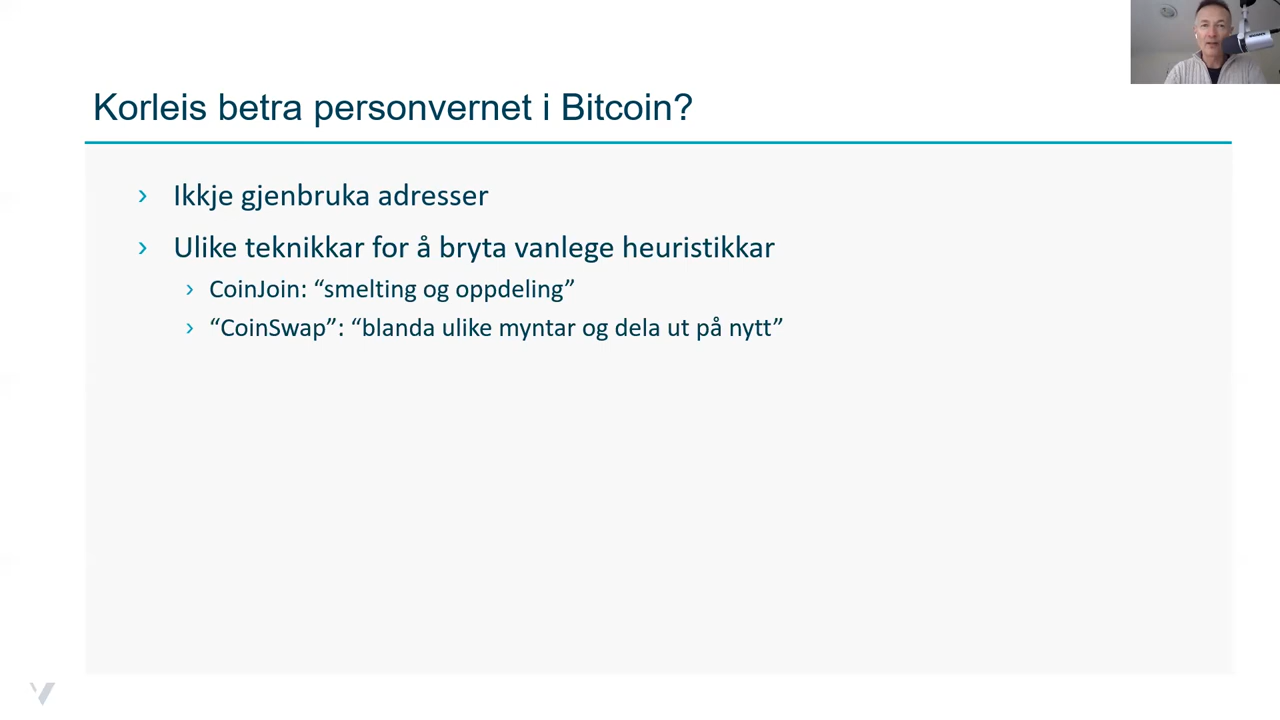 Korleis betra personvernet i Bitcoin?
› Ikkje gjenbruka adresser
› Ulike teknikkar for å bryta vanlege heuristikkar
› CoinJoin: “smelting og oppdeling”
› “CoinSwap”: “blanda ulike myntar og dela ut på nytt”